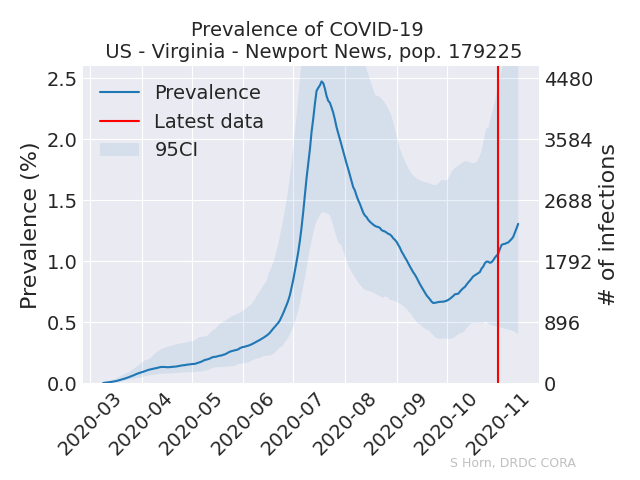 Prevalence of COVID-19
US - Virginia - Newport News, pop. 179225
Prevalence (%)
2.5
2.0
1.5
1.0
0.5
0.0
Prevalence
Latest data
95CI
4480
3584
2688
1792
896
0
# of infections
2020-03
2020-04
2020-05
2020-06
2020-07
2020-08
2020-09
2020-10
2020-11
S Horn, DRDC CORA